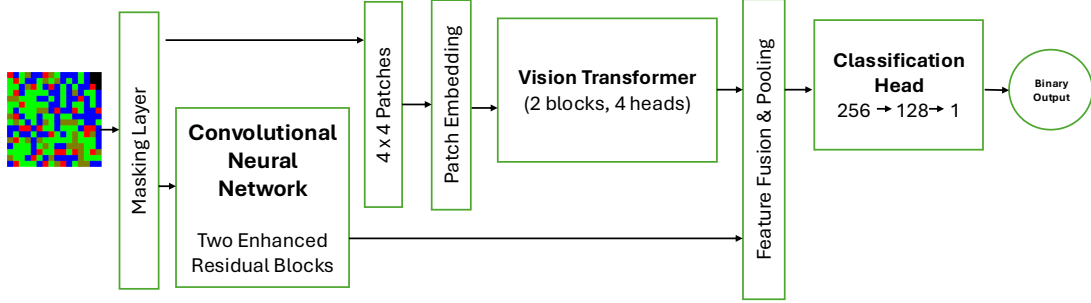 Masking Layer
Convolutional
Neural
Network
Two Enhanced
Residual Blocks
4 x 4 Patches
Patch Embedding
Vision Transformer
(2 blocks, 4 heads)
Feature Fusion & Pooling
Classification
Head
256 → 128 → 1
Binary
Output